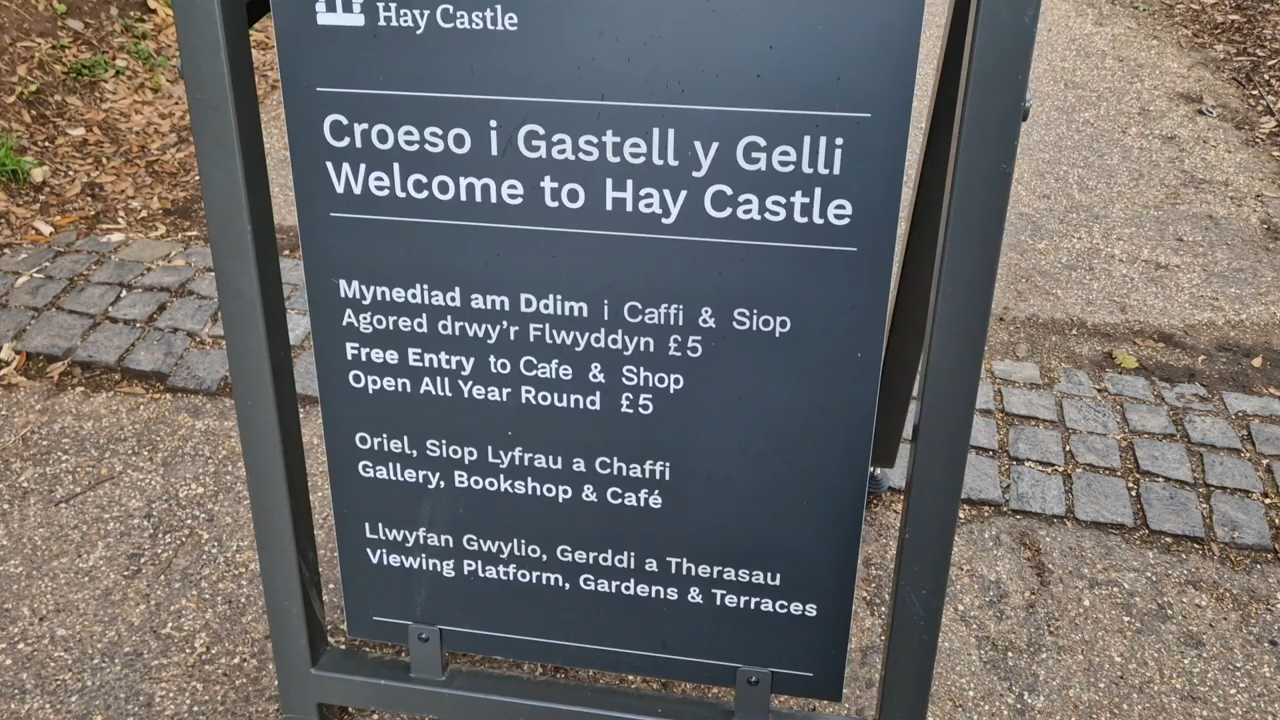 Hay Castle
Croeso i Gastell y Gelli
Welcome to Hay Castle
Mynediad am Ddim i Caffi & Siop
Agored drwy'r Flwyddyn £5
Free Entry to Cafe & Shop
Open All Year Round £5
Oriel, Siop Lyfrau a Chaffi
Gallery, Bookshop & Café
Llwyfan Gwylio, Gerddi a Therasau
Viewing Platform, Gardens & Terraces